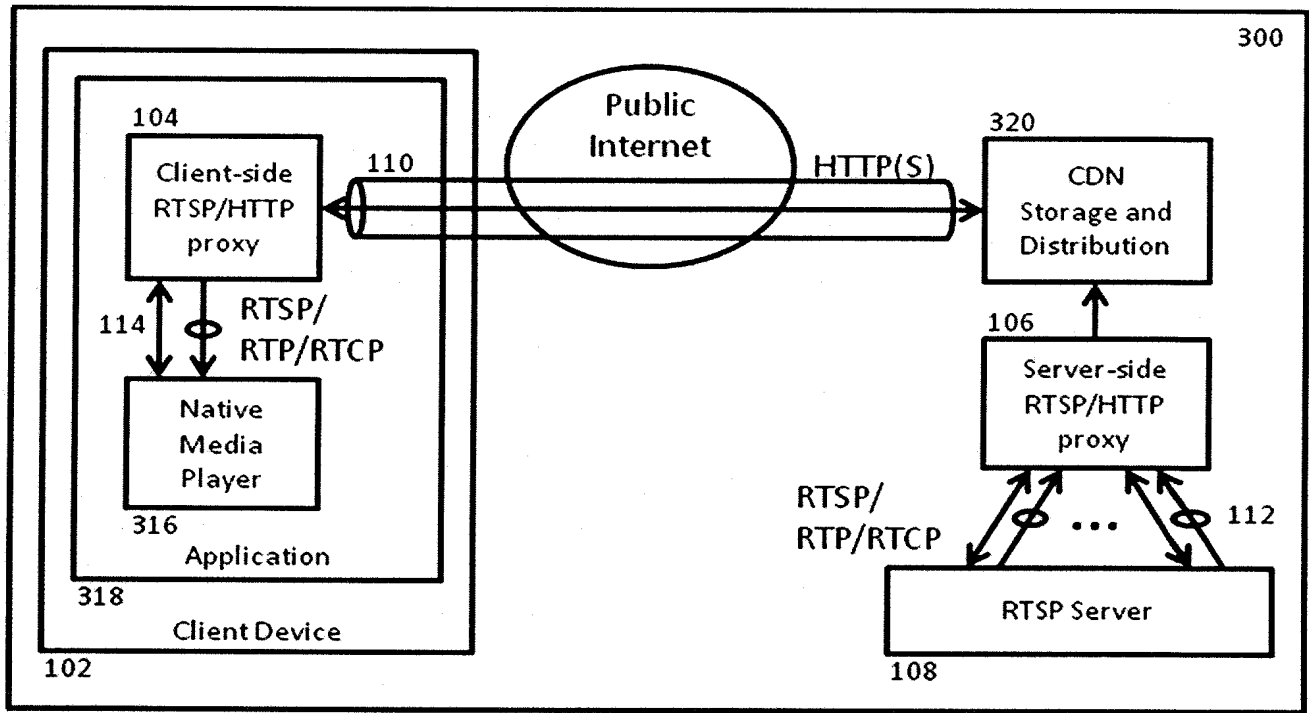 300
104
Client-side
RTSP/HTTP
proxy
110
Public
Internet
HTTP(S)
320
CDN
Storage and
Distribution
114
RTSP/
RTP/RTCP
Native
Media
Player
316
Application
318
Client Device
102
106
Server-side
RTSP/HTTP
proxy
RTSP/
RTP/RTCP
...
112
RTSP Server
108